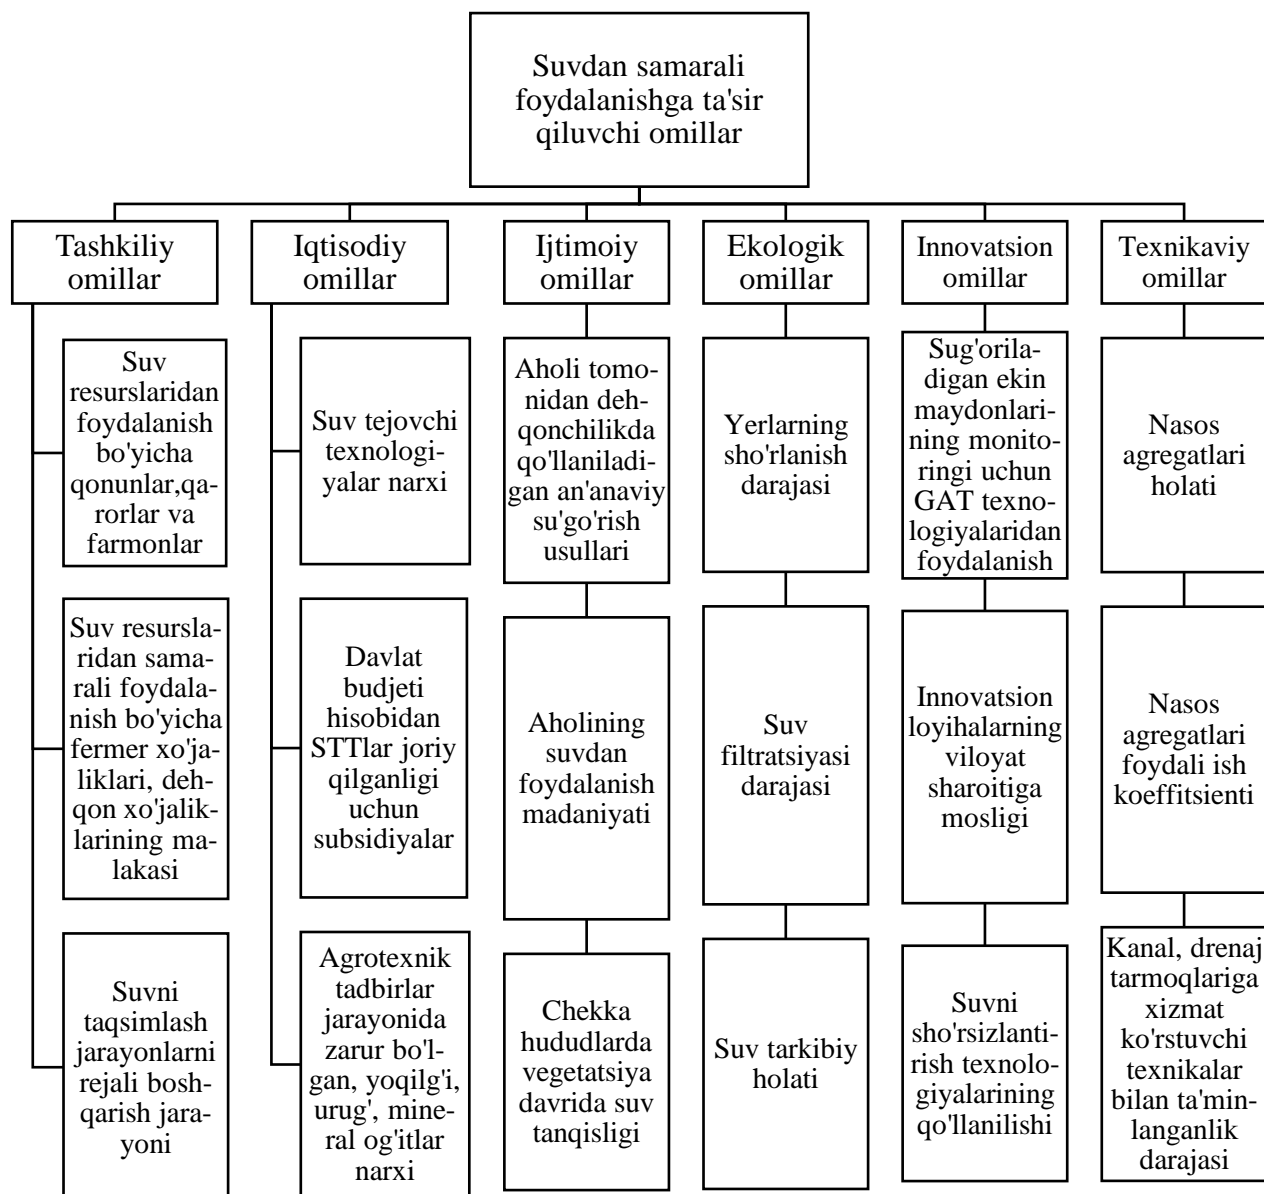 Suvdan samarali
foydalanishga ta'sir
qiluvchi omillar
Tashkiliy
omillar
Iqtisodiy
omillar
Ijtimoiy
omillar
Ekologik
omillar
Innovatsion
omillar
Texnikaviy
omillar
Suv
resurslaridan
foydalanish
bo'yicha
qonunlar,qa-
rorlar va
farmonlar
Suv tejovchi
texnologi-
yalar narxi
Aholi tomo-
nidan deh-
qonchilikda
qo'llaniladi-
gan an'anaviy
su'go'rish
usullari
Yerlarning
sho'rlanish
darajasi
Sug'orila-
digan ekin
maydonlari-
ning monito-
ringi uchun
GAT texno-
logiyalaridan
foydalanish
Nasos
agregatlari
holati
Suv resursla-
ridan sama-
rali foydala-
nish bo'yicha
fermer xo'ja-
liklari, deh-
qon xo'jalik-
larining ma-
lakasi
Davlat
budjeti
hisobidan
STTlar joriy
qilganligi
uchun
subsidiyalar
Aholining
suvdan
foydalanish
madaniyati
Suv
filtratsiyasi
darajasi
Innovatsion
loyihalarning
viloyat
sharoitiga
mosligi
Nasos
agregatlari
foydali ish
koeffitsienti
Suvni
taqsimlash
jarayonlarni
rejali bosh-
qarish jara-
yoni
Agrotexnik
tadbirlar
jarayonida
zarur bo'l-
gan, yoqilg'i,
urug', mine-
ral og'itlar
narxi
Chekka
hududlarda
vegetatsiya
davrida suv
tanqisligi
Suv tarkibiy
holati
Suvni
sho'rsizlanti-
rish texnolo-
giyalarining
qo'llanilishi
Kanal, drenaj
tarmoqlariga
xizmat
ko'rstuvchi
texnikalar
bilan ta'min-
langanlik
darajasi